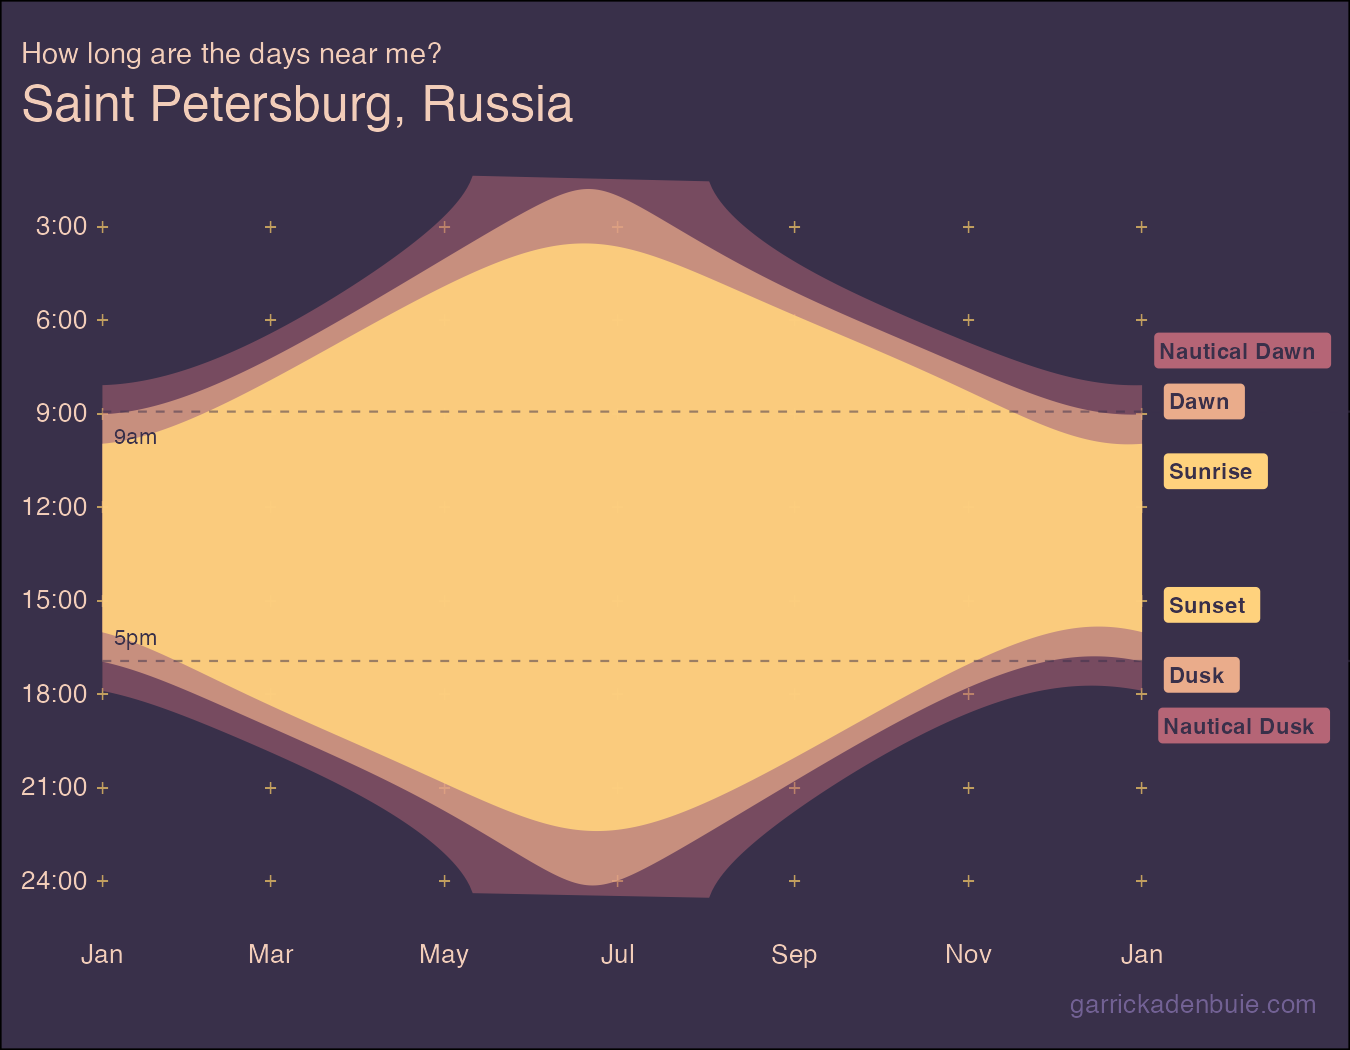 How long are the days near me?
Saint Petersburg, Russia
3:00
6:00
Nautical Dawn
Dawn
9:00
9am
Sunrise
12:00
15:00
Sunset
5pm
Dusk
18:00
Nautical Dusk
21:00
24:00
Jan Mar May Jul Sep Nov Jan
garrickadenbuie.com